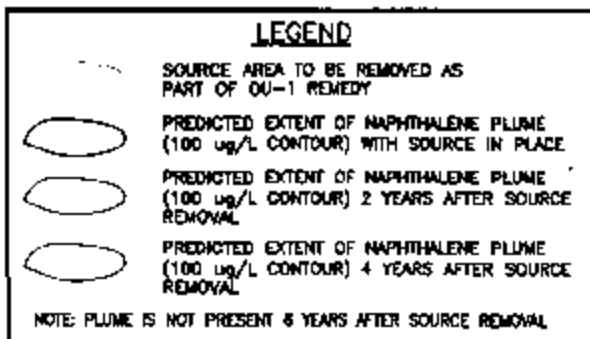 LEGEND
SOURCE AREA TO BE REMOVED AS
PART OF OU-1 REMEDY
PREDICTED EXTENT OF NAPHTHALENE PLUME
(100 ug/L CONTOUR) WITH SOURCE IN PLACE
PREDICTED EXTENT OF NAPHTHALENE PLUME
(100 ug/L CONTOUR) 2 YEARS AFTER SOURCE
REMOVAL
PREDICTED EXTENT OF NAPHTHALENE PLUME
(100 ug/L CONTOUR) 4 YEARS AFTER SOURCE
REMOVAL
NOTE: PLUME IS NOT PRESENT YEARS AFTER SOURCE REMOVAL